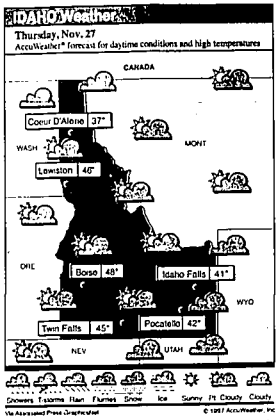 IDAHO Weather
Thursday, Nov. 27
AccuWeather® forecast for daytime conditions and high temperatures
CANADA
Coeur D'Alene 37°
WASH
MONT
Lewiston 46°
ORE
Boise 48°
Idaho Falls 41°
WYO
Twin Falls 45°
Pocatello 42°
NEV
UTAH
Showers T-storms Rain Flurries Snow Ice Sunny Pt Cloudy Cloudy
Via Associated Press GraphicsNet
© 1997 AccuWeather, Inc